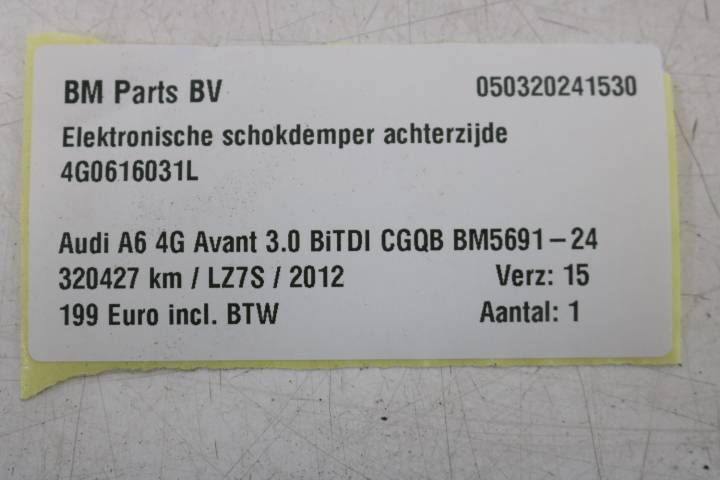 BM Parts BV 050320241530
Elektronische schokdemper achterzijde
4G0616031L
Audi A6 4G Avant 3.0 BiTDI CGQB BM5691-24
320427 km / LZ7S / 2012 Verz: 15
199 Euro incl. BTW Aantal: 1